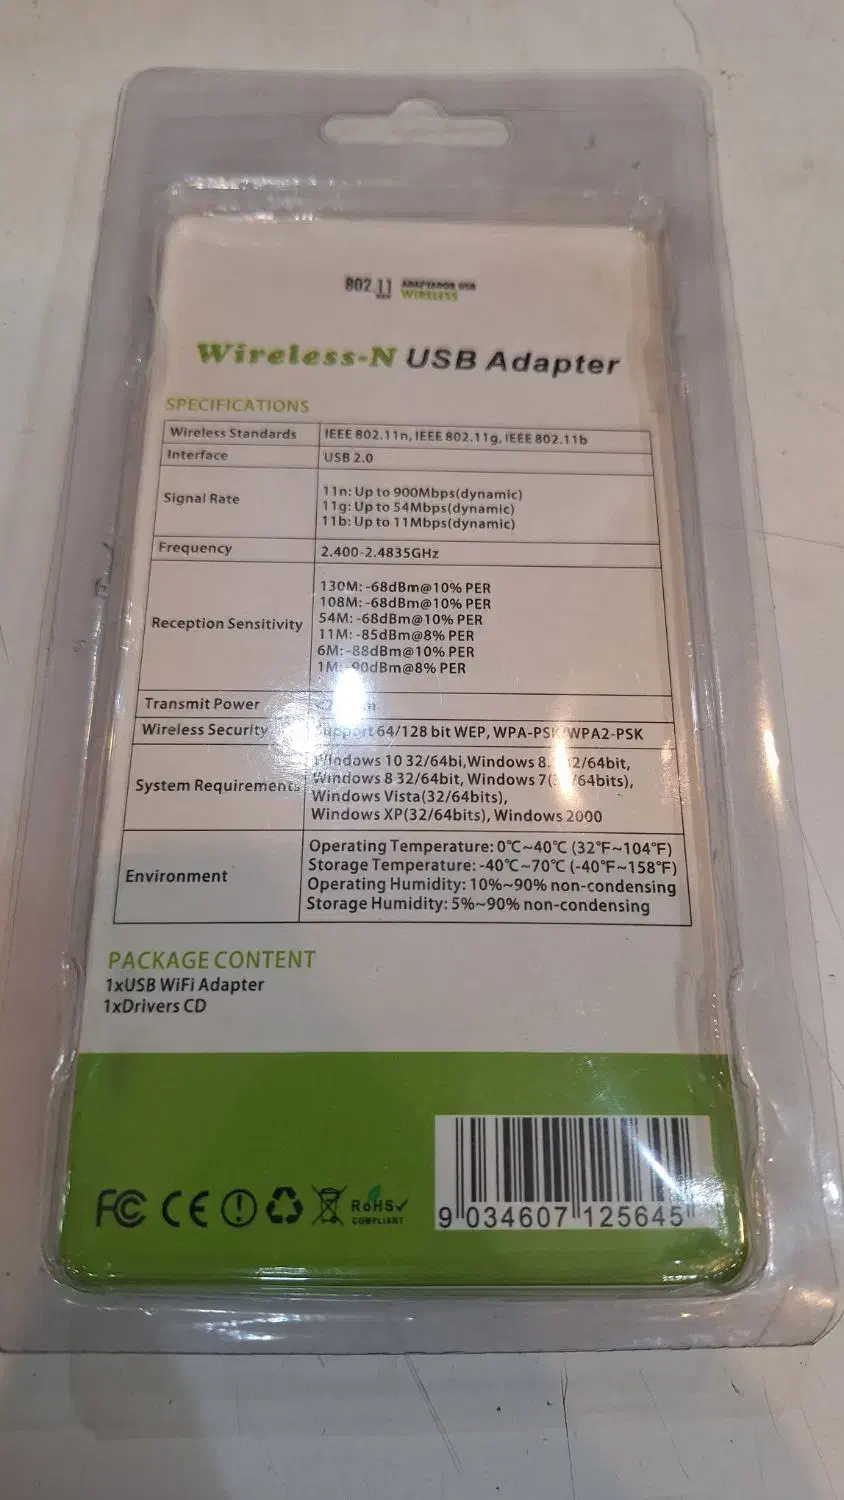 802.11
ADAPTADOR USB
WIRELESS
Wireless-N USB Adapter
SPECIFICATIONS
Wireless Standards IEEE 802.11n, IEEE 802.11g, IEEE 802.11b
Interface USB 2.0
Signal Rate
11n: Up to 900Mbps(dynamic)
11g: Up to 54Mbps(dynamic)
11b: Up to 11Mbps(dynamic)
Frequency 2.400-2.4835GHz
Reception Sensitivity
130M: -68dBm@10% PER
108M: -68dBm@10% PER
54M: -68dBm@10% PER
11M: -85dBm@8% PER
6M: -88dBm@10% PER
1M: -90dBm@8% PER
Transmit Power
Wireless Security Support 64/128 bit WEP, WPA-PSK/WPA2-PSK
System Requirements
Windows 10 32/64bi,Windows 8. 32/64bit,
Windows 8 32/64bit, Windows 7(32/64bits),
Windows Vista(32/64bits),
Windows XP(32/64bits), Windows 2000
Environment
Operating Temperature: 0℃~40℃ (32℉~104℉)
Storage Temperature: -40℃~70℃ (-40℉~158℉)
Operating Humidity: 10%~90% non-condensing
Storage Humidity: 5%~90% non-condensing
PACKAGE CONTENT
1xUSB WiFi Adapter
1xDrivers CD
FC CE RoHS
COMPLIANT
9 034607 125645